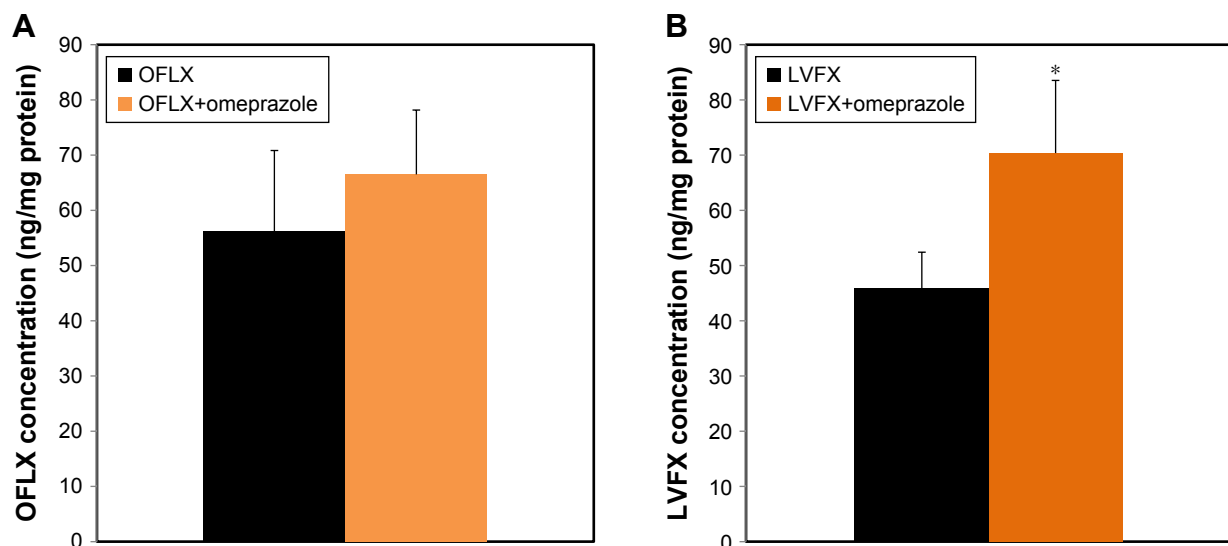 A
OFLX concentration (ng/mg protein)
90
80
70
60
50
40
30
20
10
0
OFLX
OFLX+omeprazole
B
LVFX concentration (ng/mg protein)
90
80
70
60
50
40
30
20
10
0
LVFX
LVFX+omeprazole
*